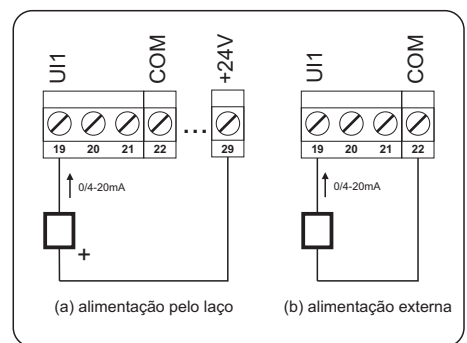 UI1 COM +24V
...
19 20 21 22 29
0/4-20mA
+
(a) alimentação pelo laço
UI1 COM
19 20 21 22
0/4-20mA
(b) alimentação externa